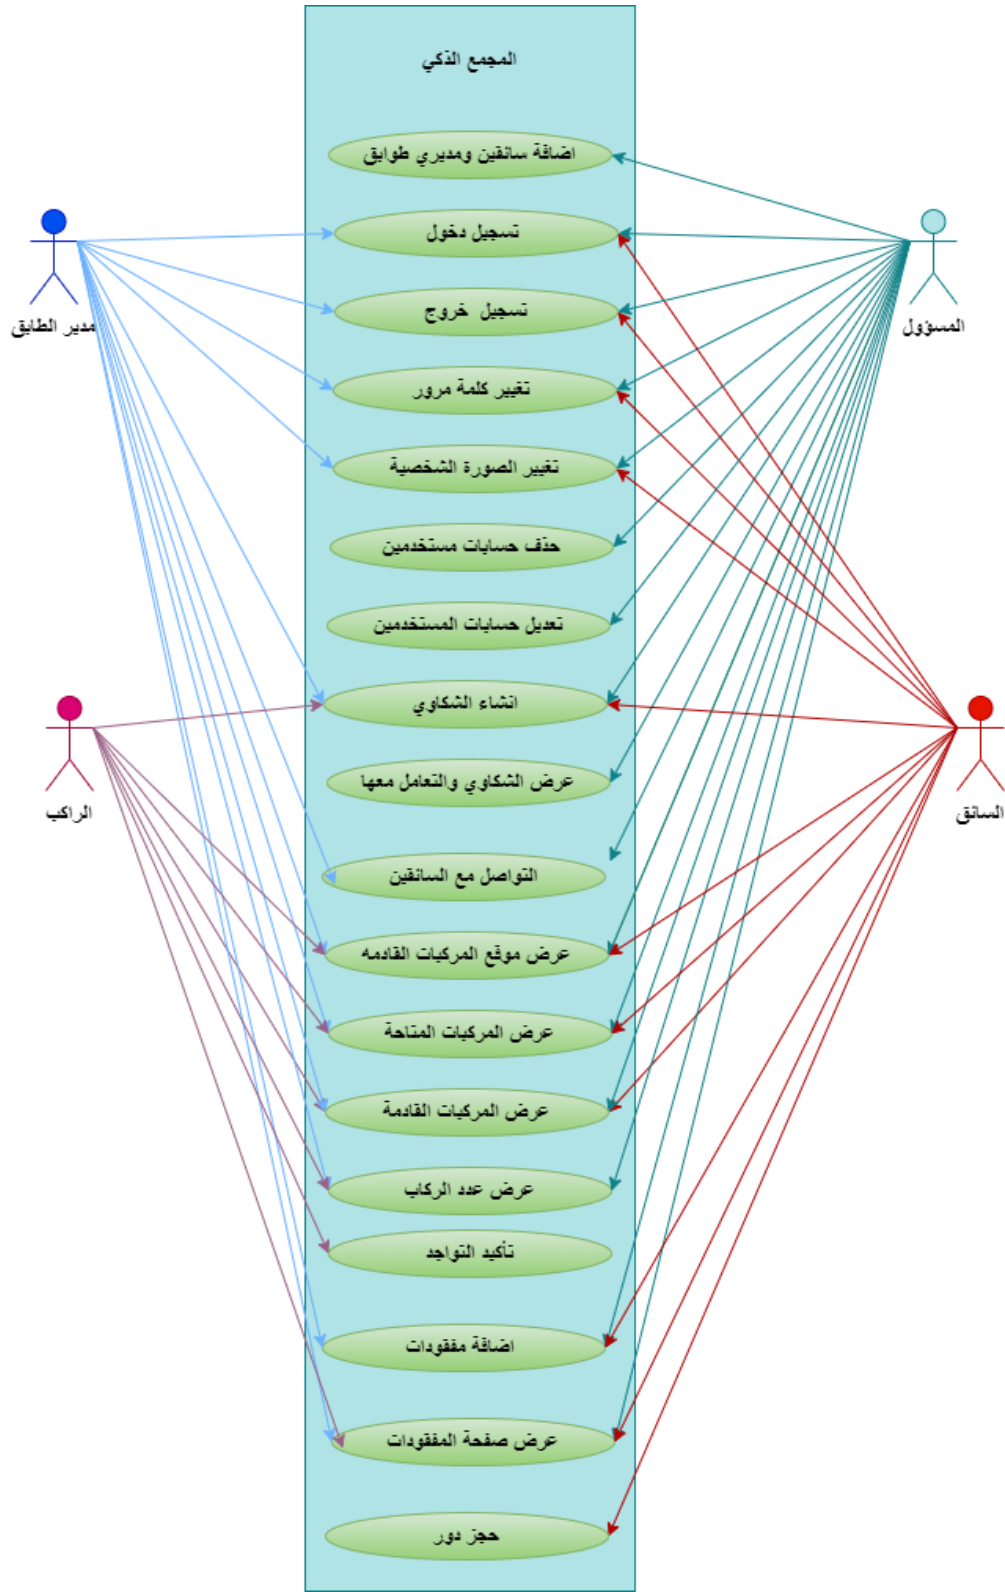 المجمع الذكي
اضافة سائقين ومديري طوابق
تسجيل دخول
تسجيل خروج
تغيير كلمة مرور
تغيير الصورة الشخصية
حذف حسابات مستخدمين
تعديل حسابات المستخدمين
انشاء الشكاوي
عرض الشكاوي والتعامل معها
التواصل مع السائقين
عرض موقع المركبات القادمه
عرض المركبات المتاحة
عرض المركبات القادمة
عرض عدد الركاب
تأكيد التواجد
اضافة مفقودات
عرض صفحة المفقودات
حجز دور
المسؤول
مدير الطابق
السائق
الراكب